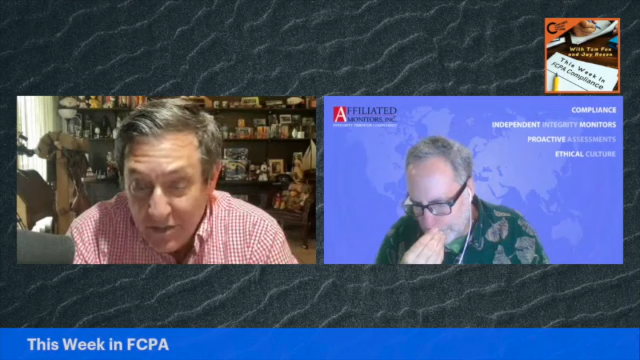 With Tom Fox
and Jay Rosen
This Week In
FCPA Compliance
AFFILIATED
MONITORS, INC.
COMPLIANCE
INDEPENDENT INTEGRITY MONITORS
PROACTIVE ASSESSMENTS
ETHICAL CULTURE
This Week in FCPA